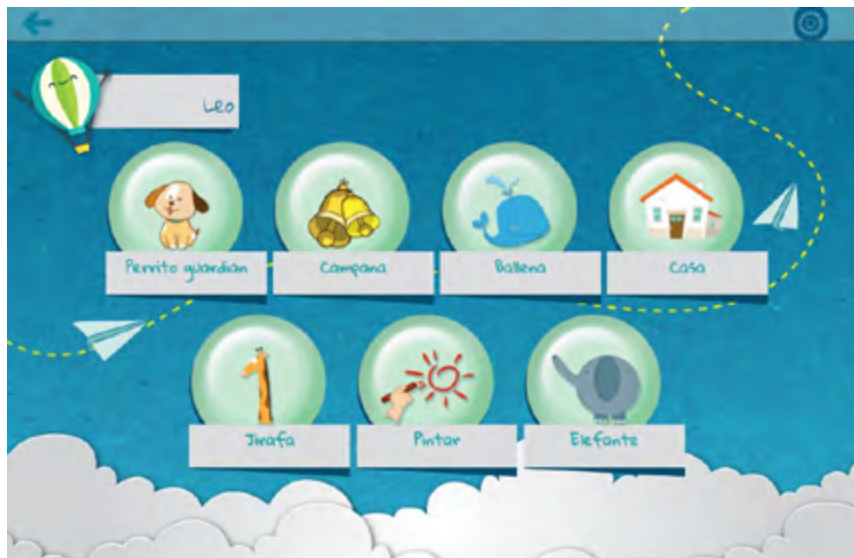 Leo
Perrito guardian
Campana
Ballena
Casa
Jirafa
Pintar
Elefante